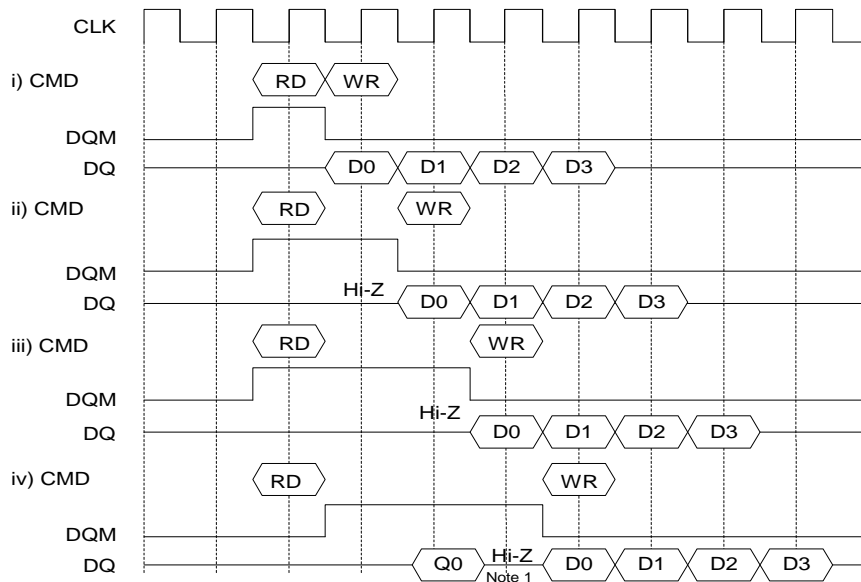 CLK
i) CMD RD WR
DQM
DQ D0 D1 D2 D3
ii) CMD RD WR
DQM
Hi-Z
DQ D0 D1 D2 D3
iii) CMD RD WR
DQM
Hi-Z
DQ D0 D1 D2 D3
iv) CMD RD WR
DQM
DQ Q0 Hi-Z D0 D1 D2 D3
Note 1